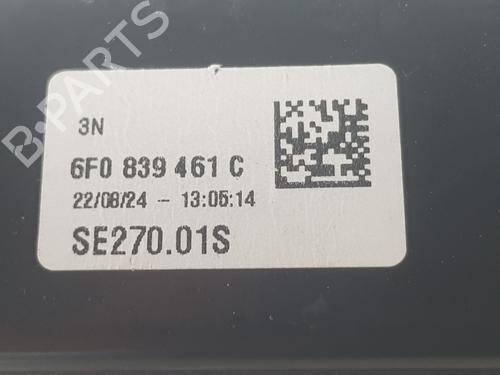 B-PARTS
3N
6F0 839 461 C
22/08/24 - 13:05:14
SE270.01S